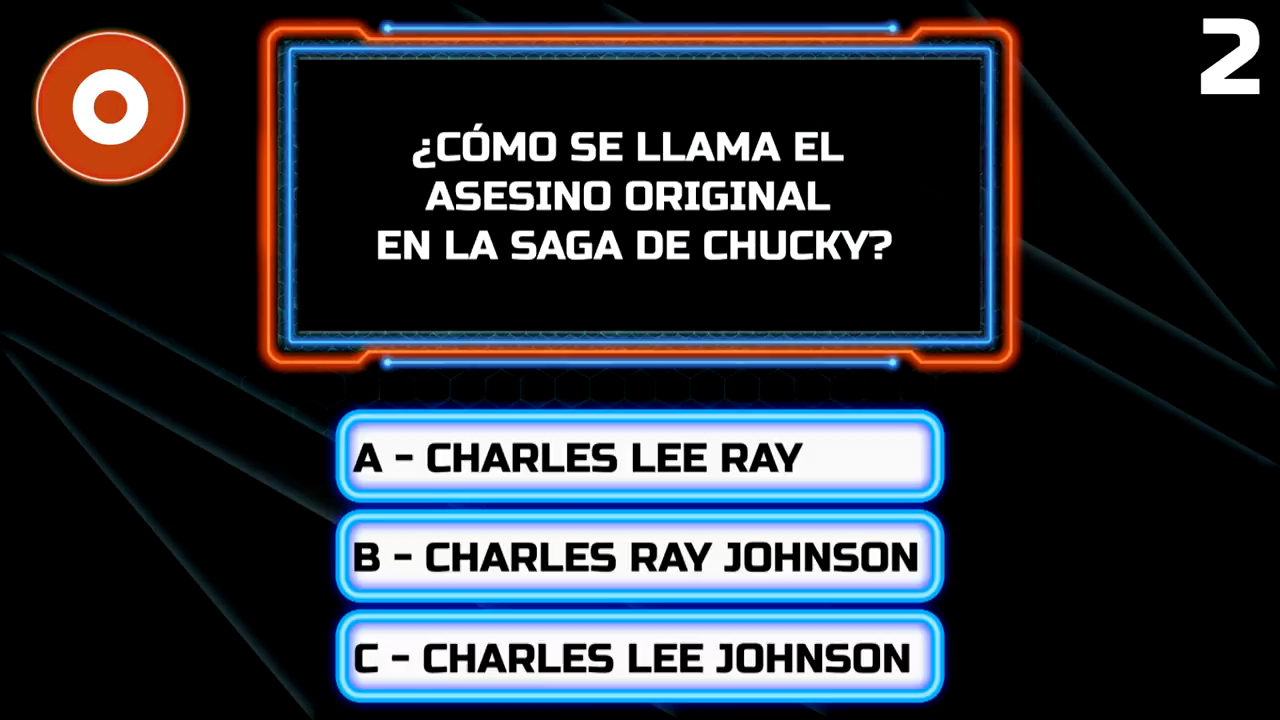 O
2
¿CÓMO SE LLAMA EL
ASESINO ORIGINAL
EN LA SAGA DE CHUCKY?
A - CHARLES LEE RAY
B - CHARLES RAY JOHNSON
C - CHARLES LEE JOHNSON